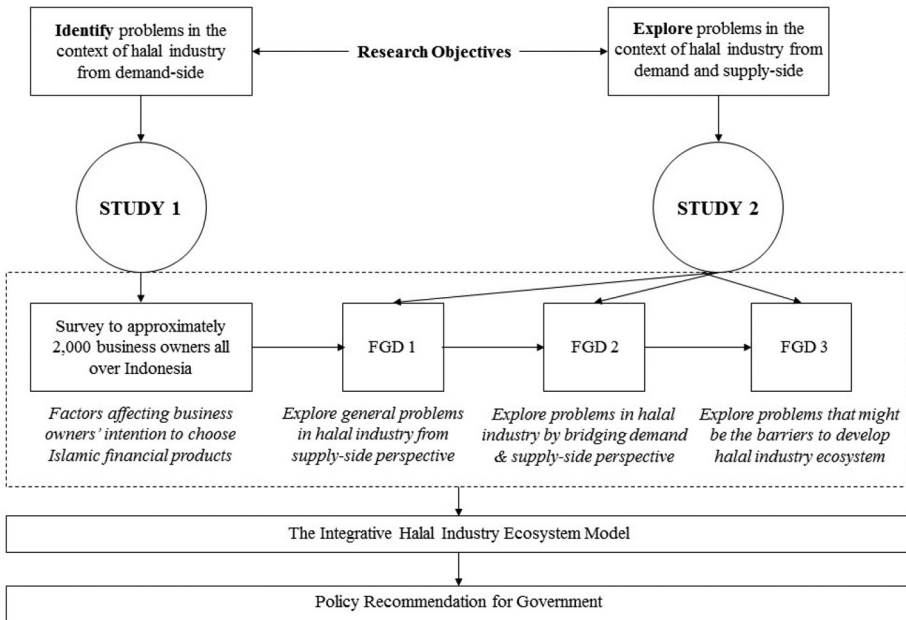 Identify problems in the
context of halal industry
from demand-side
Research Objectives
Explore problems in the
context of halal industry from
demand and supply-side
STUDY 1
STUDY 2
Survey to approximately
2,000 business owners all
over Indonesia
FGD 1
FGD 2
FGD 3
Factors affecting business
owners' intention to choose
Islamic financial products
Explore general problems
in halal industry from
supply-side perspective
Explore problems in halal
industry by bridging demand
& supply-side perspective
Explore problems that might
be the barriers to develop
halal industry ecosystem
The Integrative Halal Industry Ecosystem Model
Policy Recommendation for Government